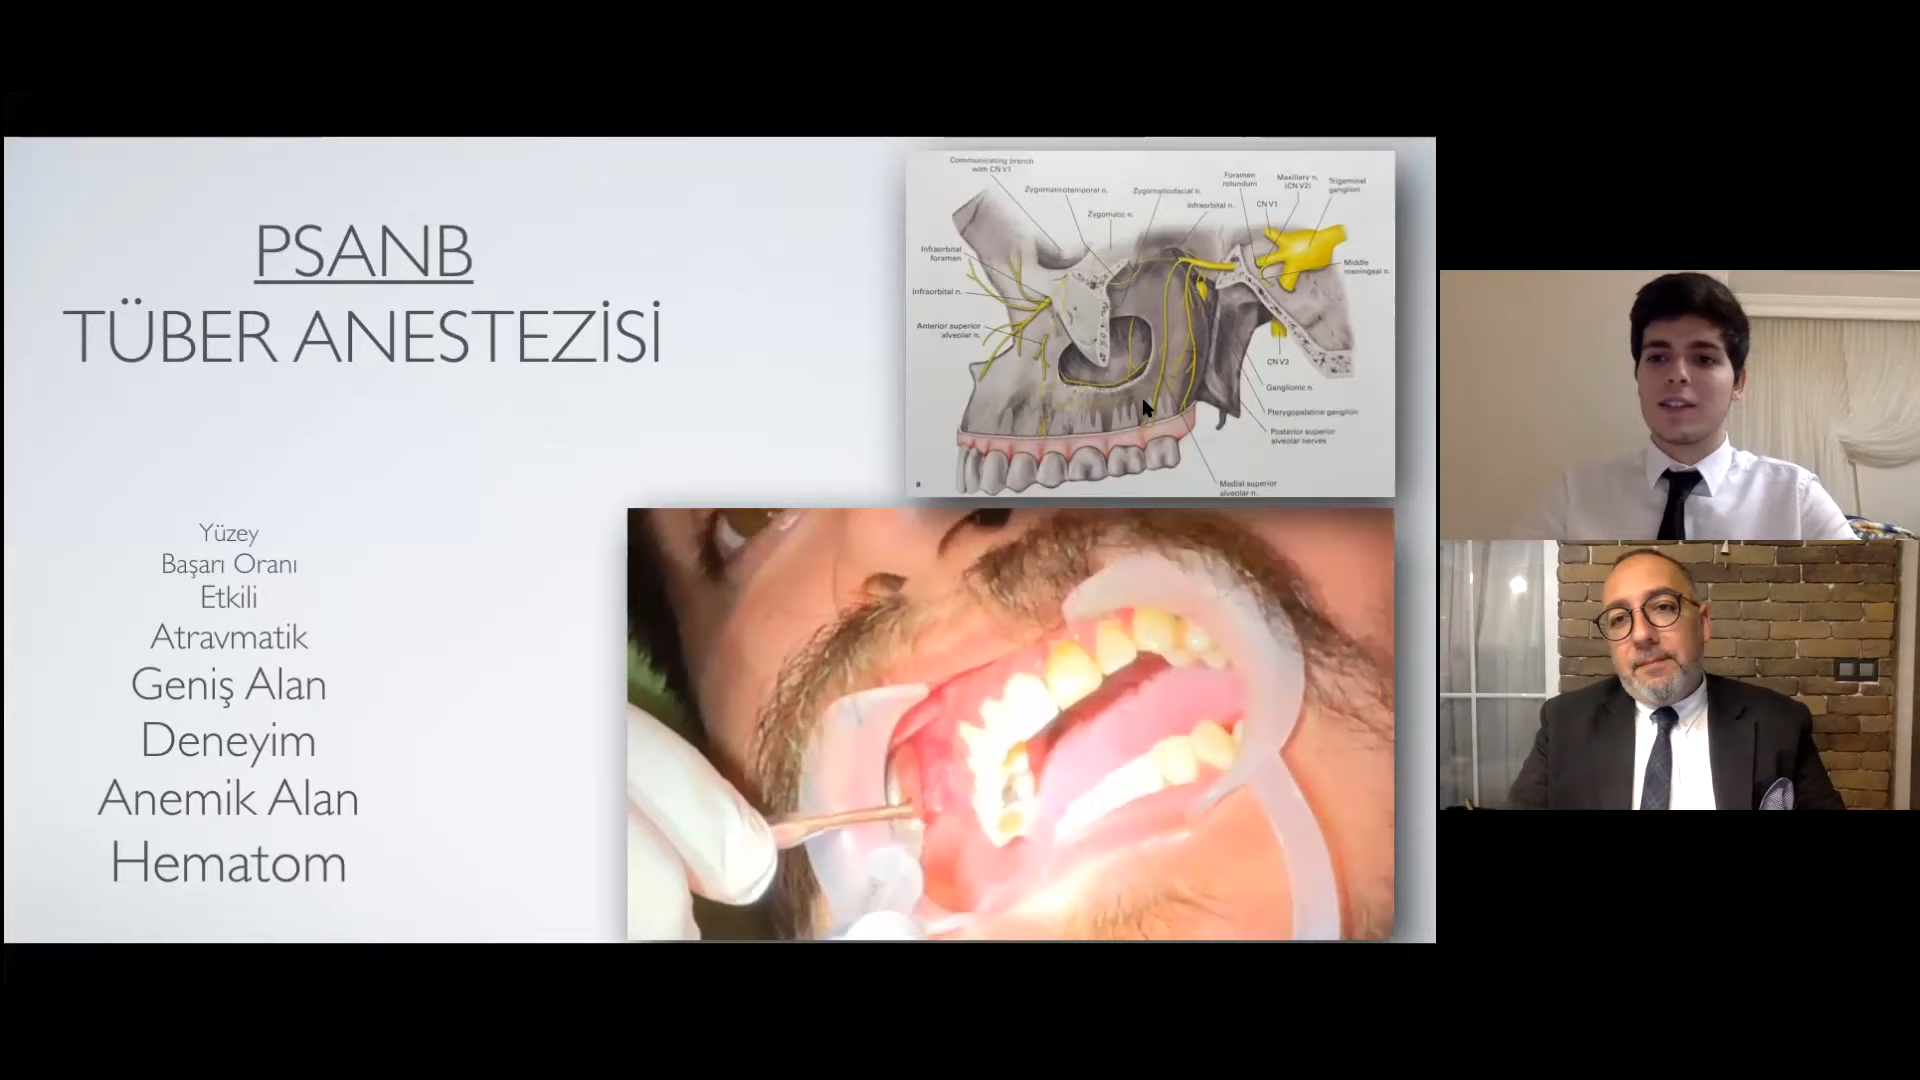 PSANB
TÜBER ANESTEZİSİ
Yüzey
Başarı Oranı
Etkili
Atravmatik
Geniş Alan
Deneyim
Anemik Alan
Hematom
Communicating branch
with CN V1
Zygomaticotemporal n.
Zygomatic n.
Zygomaticofacial n.
Infraorbital n.
Foramen
rotundum
CN V1
Maxillary n.
(CN V2)
Trigeminal
ganglion
Infraorbital
foramen
Infraorbital n.
Anterior superior
alveolar n.
Middle
meningeal n.
CN V3
Ganglionic n.
Pterygopalatine ganglion
Posterior superior
alveolar nerves
Medial superior
alveolar n.
a